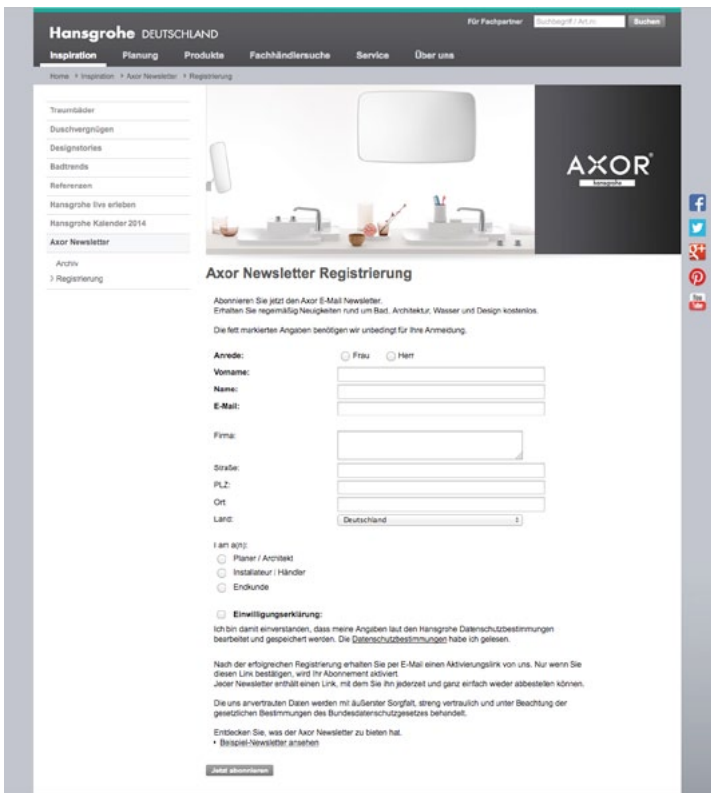 Für Fachpartner
Suchbegriff / Art.nr.
Suchen
Hansgrohe DEUTSCHLAND
Inspiration Planung Produkte Fachhändlersuche Service Über uns
Home Inspiration Axor Newsletter Registrierung
Traumbäder
Duschvergnügen
Designstories
Badtrends
Referenzen
Hansgrohe live erleben
Hansgrohe Kalender 2014
Axor Newsletter
Archiv
Registrierung
AXOR
hansgrohe
You
Tube
Axor Newsletter Registrierung
Abonnieren Sie jetzt den Axor E-Mail Newsletter.
Erhalten Sie regelmäßig Neuigkeiten rund um Bad, Architektur, Wasser und Design kostenlos.
Die fett markierten Angaben benötigen wir unbedingt für Ihre Anmeldung.
Anrede: Frau Herr
Vorname:
Name:
E-Mail:
Firma:
Straße:
PLZ:
Ort
Land: Deutschland
I am a(n):
Planer / Architekt
Installateur / Händler
Endkunde
Einwilligungserklärung:
Ich bin damit einverstanden, dass meine Angaben laut den Hansgrohe Datenschutzbestimmungen
bearbeitet und gespeichert werden. Die Datenschutzbestimmungen habe ich gelesen.
Nach der erfolgreichen Registrierung erhalten Sie per E-Mail einen Aktivierungslink von uns. Nur wenn Sie
diesen Link bestätigen, wird Ihr Abonnement aktiviert
Jeder Newsletter enthält einen Link, mit dem Sie ihn jederzeit und ganz einfach wieder abbestellen können.
Die uns anvertrauten Daten werden mit äußerster Sorgfalt, streng vertraulich und unter Beachtung der
gesetzlichen Bestimmungen des Bundesdatenschutzgesetzes behandelt.
Entdecken Sie, was der Axor Newsletter zu bieten hat.
Beispiel-Newsletter ansehen
Jetzt abonnieren